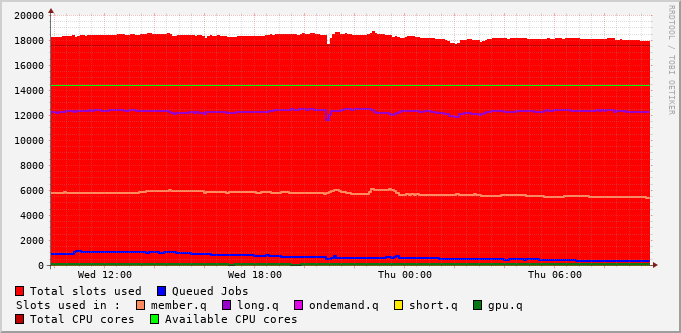 20000
18000
16000
14000
12000
10000
8000
6000
4000
2000
0
Wed 12:00 Wed 18:00 Thu 00:00 Thu 06:00
RRDTOOL / TOBI OETIKER
Total slots used Queued Jobs
Slots used in : member.q long.q ondemand.q short.q gpu.q
Total CPU cores Available CPU cores